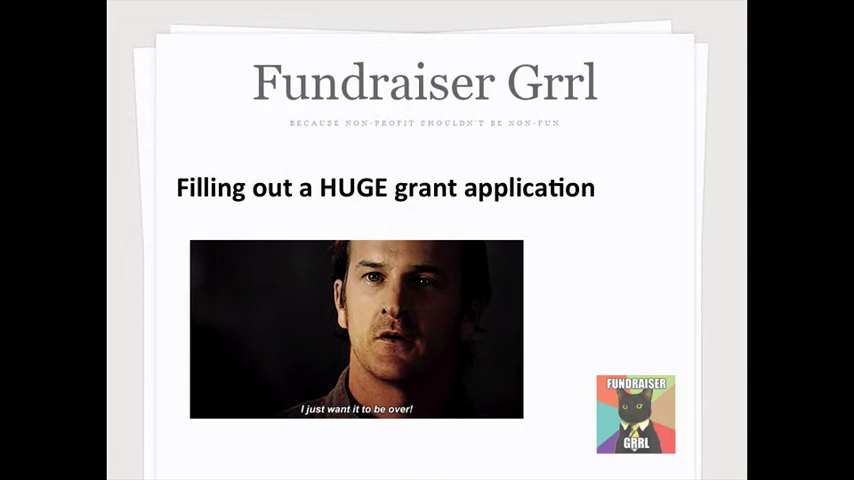 Fundraiser Grrl
BECAUSE NON-PROFIT SHOULDN'T BE NON-FUN
Filling out a HUGE grant application
I just want it to be over!
FUNDRAISER
GRRL